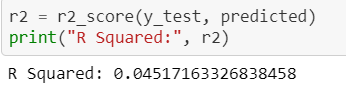 r2 = r2_score(y_test, predicted)
print("R Squared:", r2)
R Squared: 0.04517163326838458